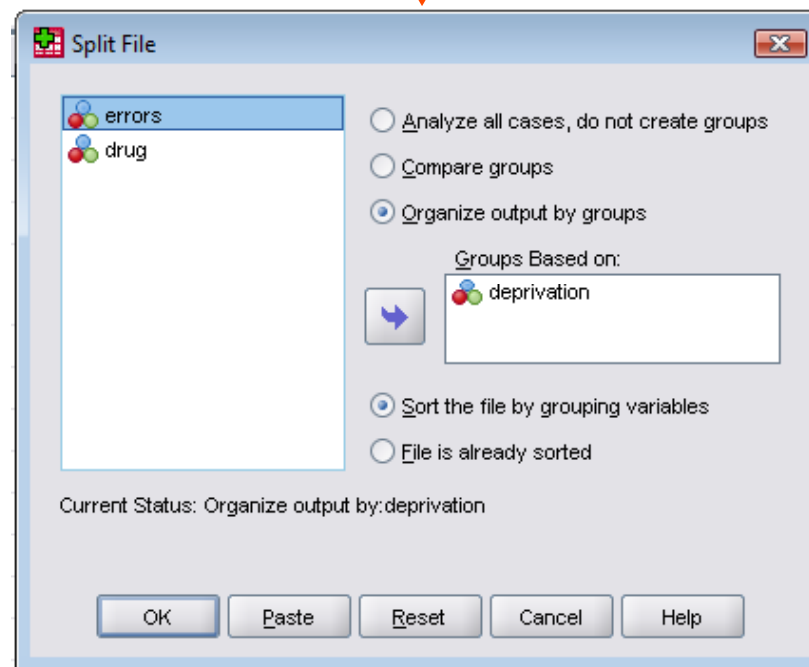 Split File
errors
drug
Analyze all cases, do not create groups
Compare groups
Organize output by groups
Groups Based on:
deprivation
Sort the file by grouping variables
File is already sorted
Current Status: Organize output by:deprivation
OK
Paste
Reset
Cancel
Help